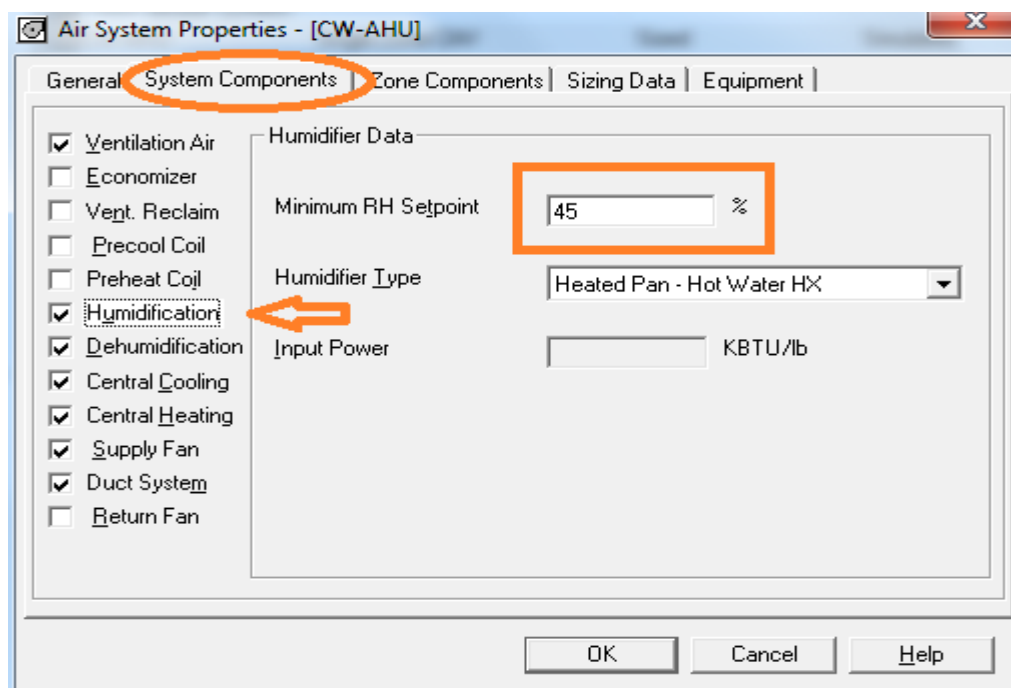 Air System Properties - [CW-AHU]
General System Components Zone Components Sizing Data Equipment
Ventilation Air
Economizer
Vent. Reclaim
Precool Coil
Preheat Coil
Humidification
Dehumidification
Central Cooling
Central Heating
Supply Fan
Duct System
Return Fan
Humidifier Data
Minimum RH Setpoint 45 %
Humidifier Type Heated Pan - Hot Water HX
Input Power KBTU/lb
OK Cancel Help